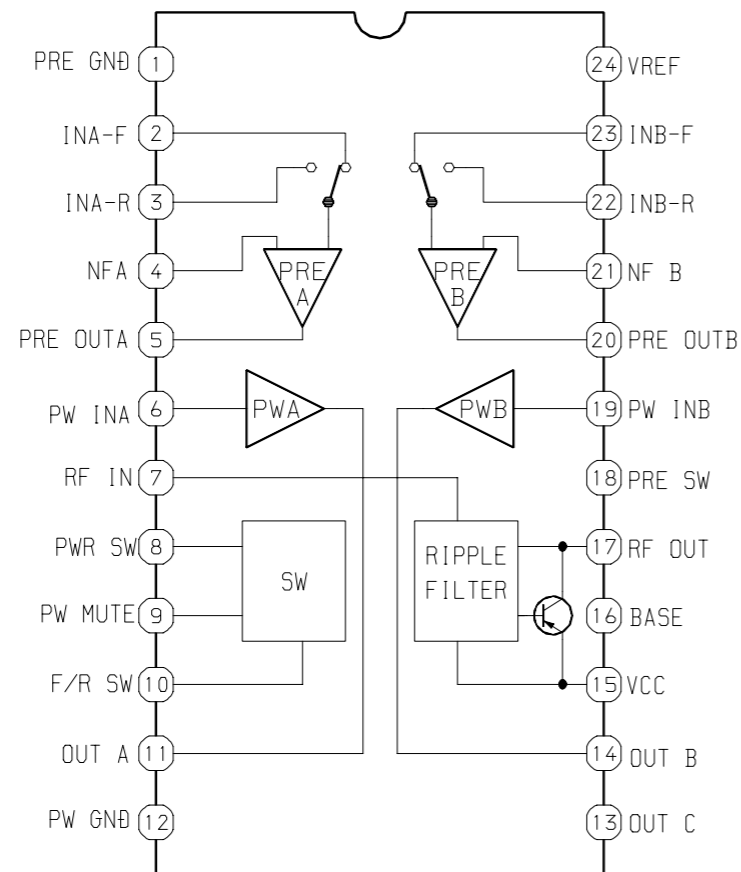 PRE GND 1 24 VREF
INA-F 2 23 INB-F
INA-R 3 22 INB-R
NFA 4 21 NF B
PRE A
PRE B
PRE OUTA 5 20 PRE OUTB
PW INA 6 PWA PWB 19 PW INB
RF IN 7 18 PRE SW
PWR SW 8 17 RF OUT
SW
RIPPLE
FILTER
PW MUTE 9 16 BASE
F/R SW 10 15 VCC
OUT A 11 14 OUT B
PW GND 12 13 OUT C